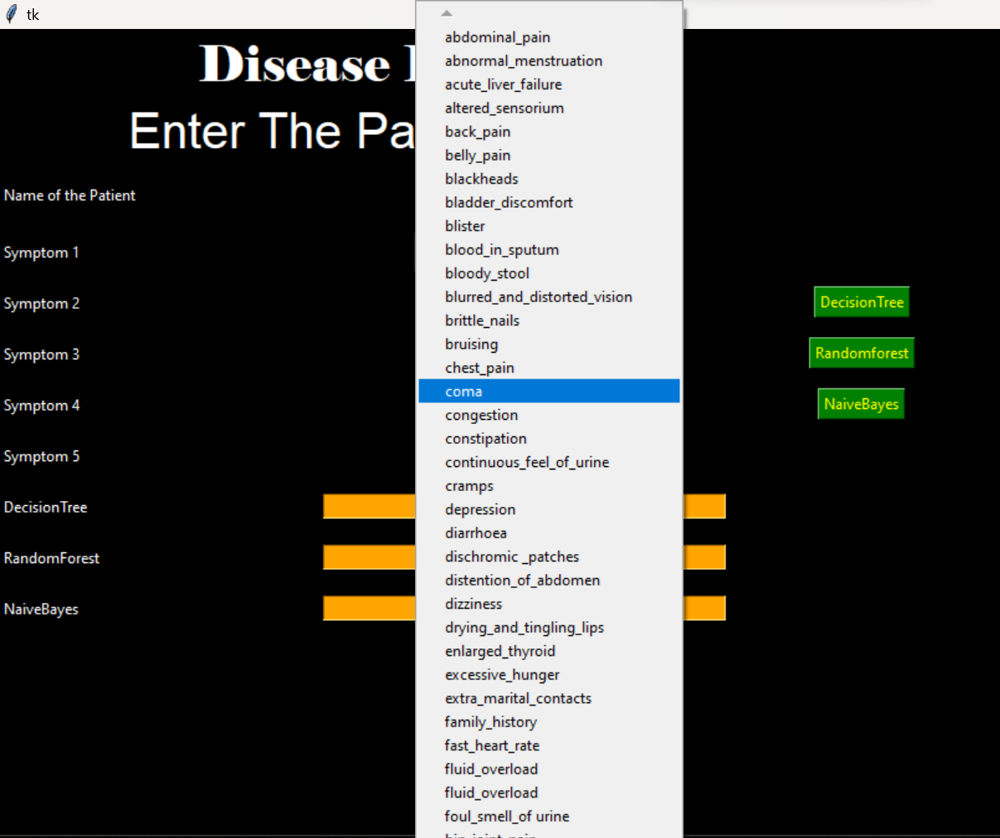 tk
Disease
Enter The Pa
Name of the Patient
Symptom 1
Symptom 2
Symptom 3
Symptom 4
Symptom 5
DecisionTree
RandomForest
NaiveBayes
abdominal_pain
abnormal_menstruation
acute_liver_failure
altered_sensorium
back_pain
belly_pain
blackheads
bladder_discomfort
blister
blood_in_sputum
bloody_stool
blurred_and_distorted_vision
brittle_nails
bruising
chest_pain
coma
congestion
constipation
continuous_feel_of_urine
cramps
depression
diarrhoea
dischromic _patches
distention_of_abdomen
dizziness
drying_and_tingling_lips
enlarged_thyroid
excessive_hunger
extra_marital_contacts
family_history
fast_heart_rate
fluid_overload
fluid_overload
foul_smell_of urine
DecisionTree
Randomforest
NaiveBayes